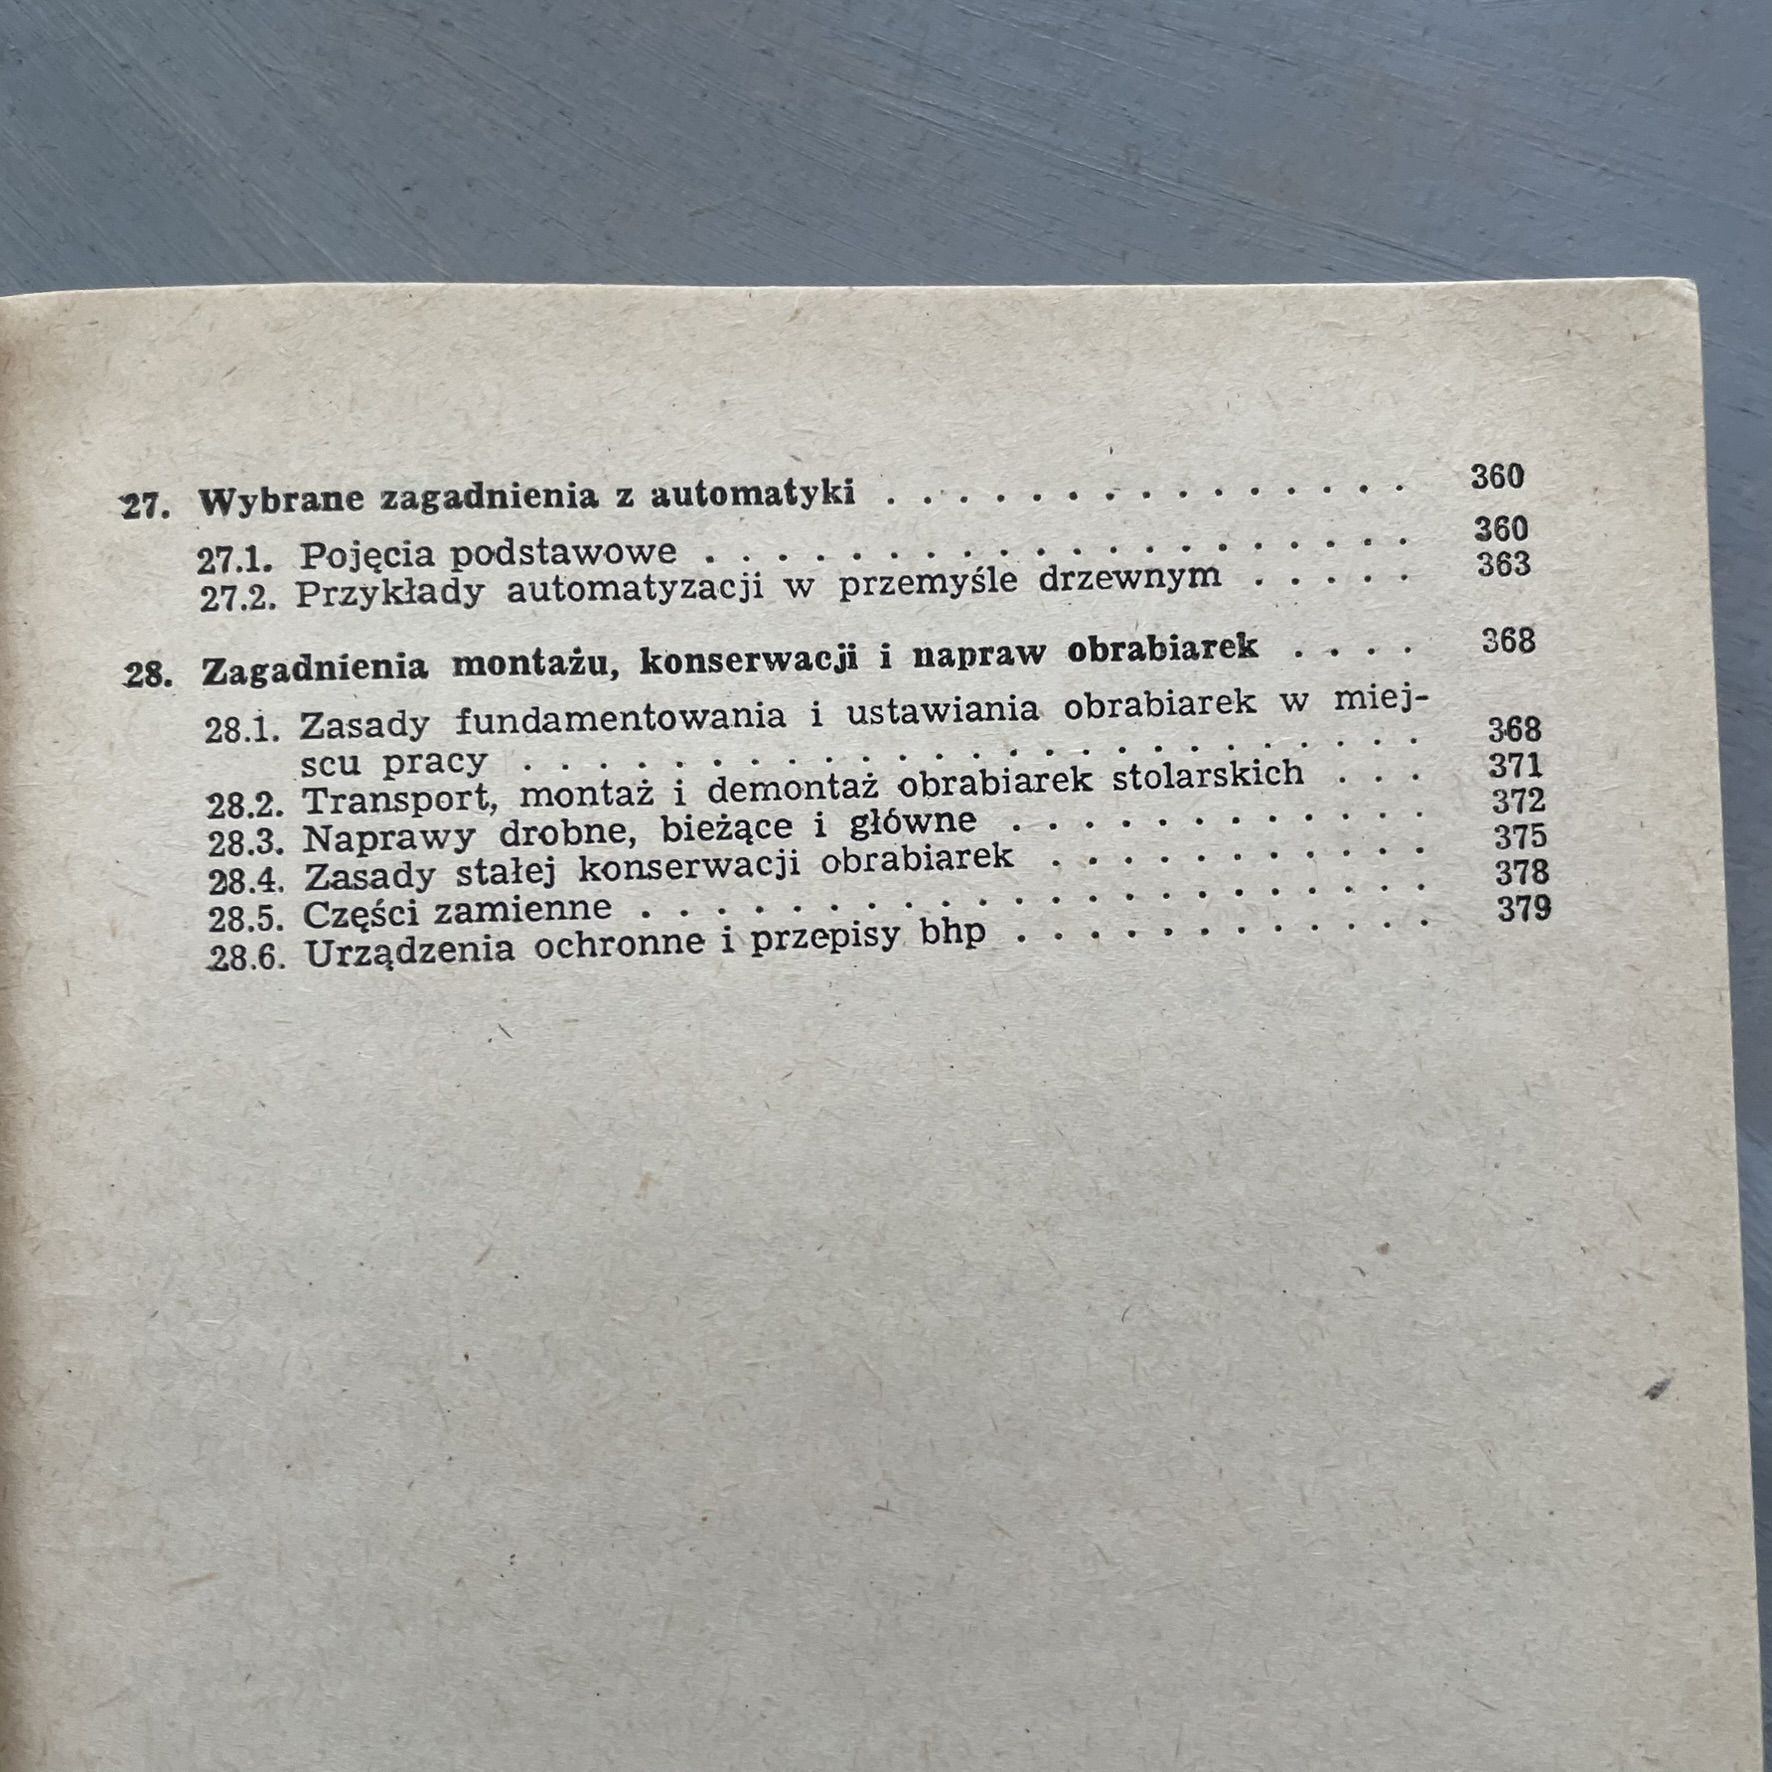 27. Wybrane zagadnienia z automatyki . . . . . . . . . . . . . . . 360
27.1. Pojęcia podstawowe . . . . . . . . . . . . . . . . . . . . 360
27.2. Przykłady automatyzacji w przemyśle drzewnym . . . . . 363
28. Zagadnienia montażu, konserwacji i napraw obrabiarek . . . . 368
28.1. Zasady fundamentowania i ustawiania obrabiarek w miej-
scu pracy . . . . . . . . . . . . . . . . . . . . . . . . 368
28.2. Transport, montaż i demontaż obrabiarek stolarskich . . . 371
28.3. Naprawy drobne, bieżące i główne . . . . . . . . . . . . 372
28.4. Zasady stałej konserwacji obrabiarek . . . . . . . . . . . 375
28.5. Części zamienne . . . . . . . . . . . . . . . . . . . . . 378
28.6. Urządzenia ochronne i przepisy bhp . . . . . . . . . . . . 379